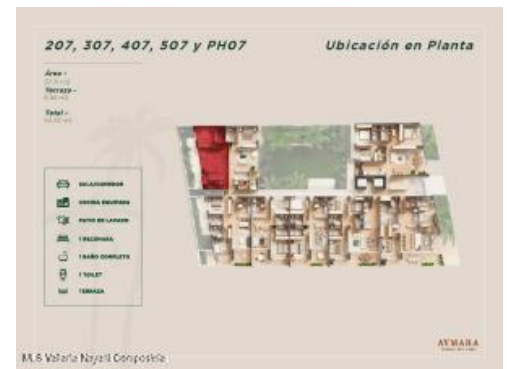 207, 307, 407, 507 y PH07
Ubicación en Planta
Área -
Terraza -
Total -
SALA/COMEDOR
COCINA EQUIPADA
PATIO DE LAVADO
1 RECÁMARA
1 BAÑO COMPLETO
1 TOILET
TERRAZA
AYMARA
MLS Vallarta Nayarit Compostela